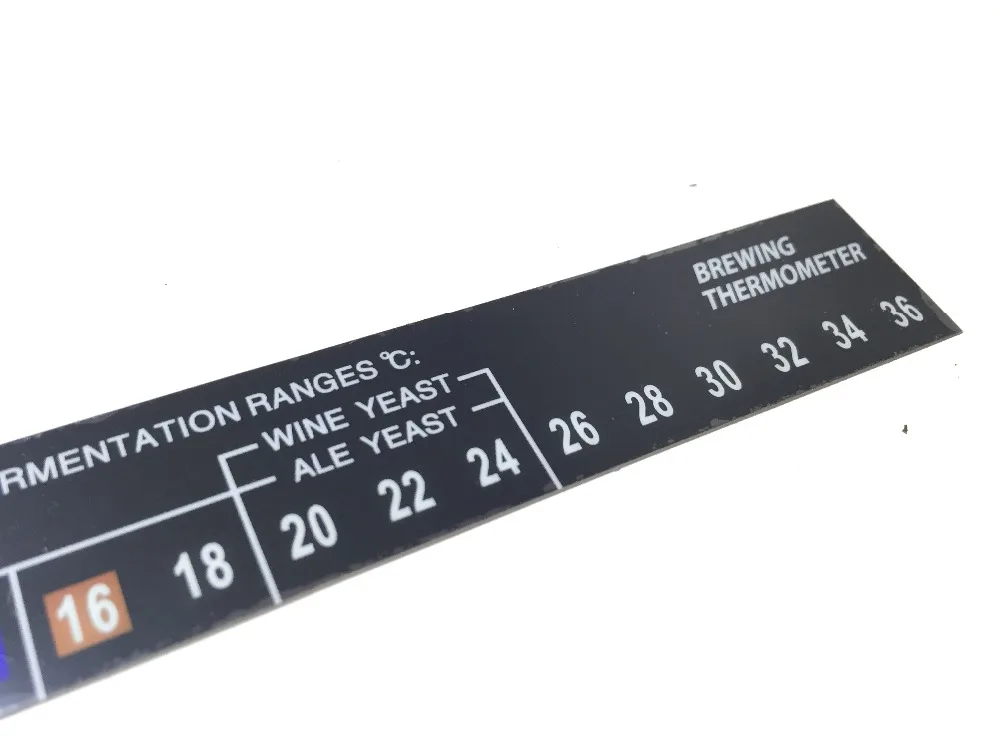 BREWING
THERMOMETER
RMENTATION RANGES °C:
WINE YEAST
ALE YEAST
16 18 20 22 24 26 28 30 32 34 36